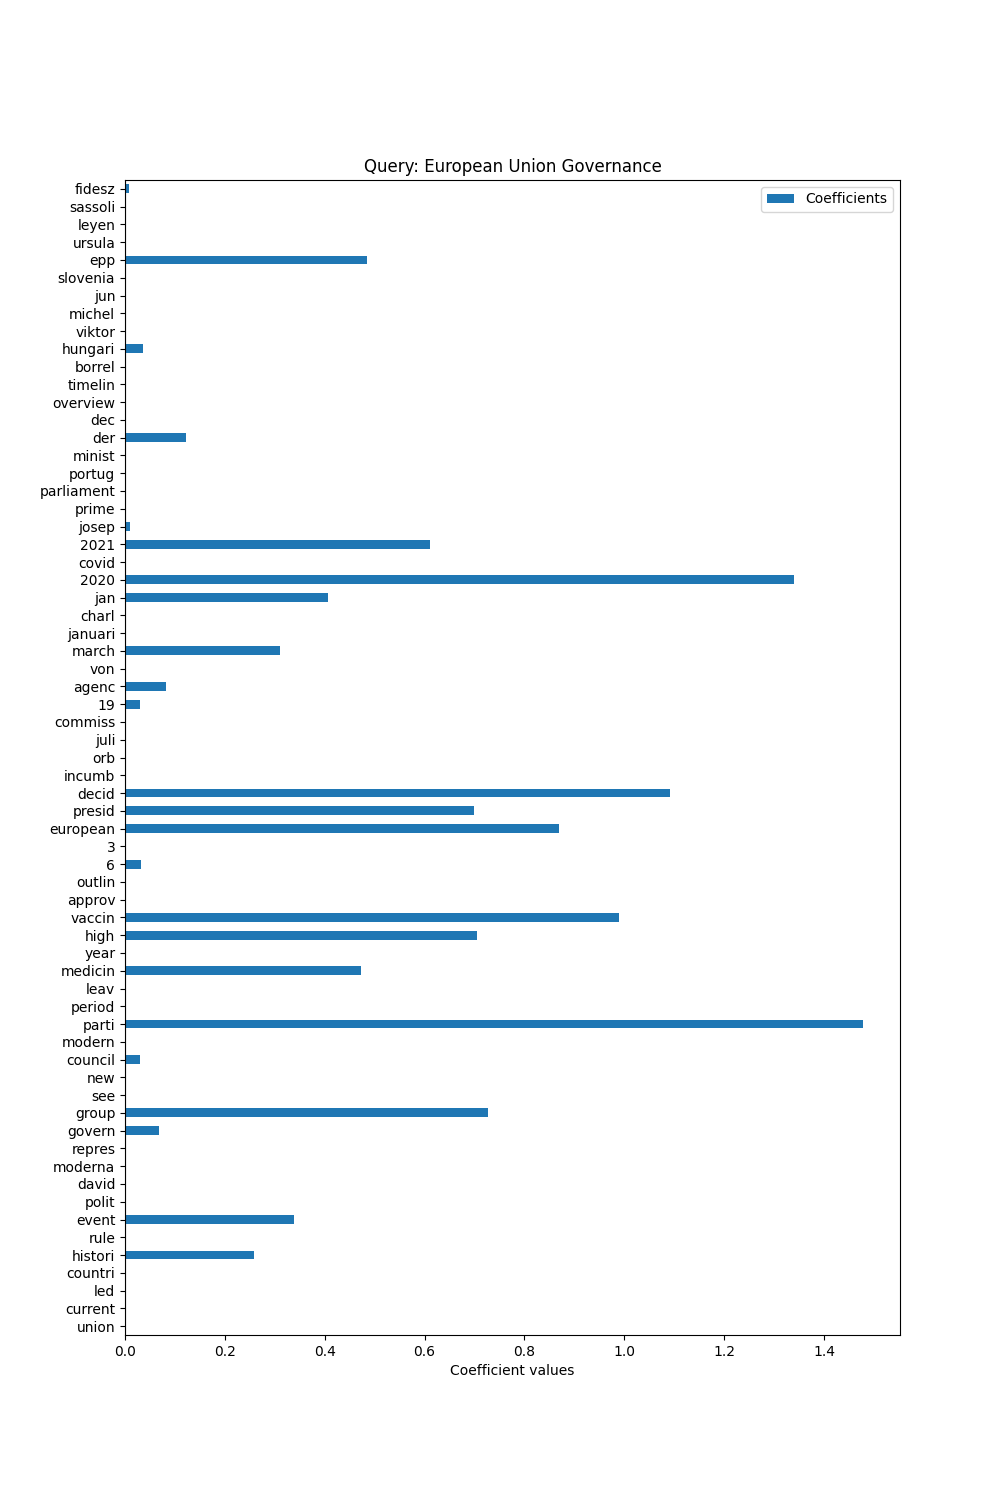 Query: European Union Governance
Coefficients
fidesz
sassoli
leyen
ursula
epp
slovenia
jun
michel
viktor
hungari
borrel
timelin
overview
dec
der
minist
portug
parliament
prime
josep
2021
covid
2020
jan
charl
januari
march
von
agenc
19
commiss
juli
orb
incumb
decid
presid
european
3
6
outlin
approv
vaccin
high
year
medicin
leav
period
parti
modern
council
new
see
group
govern
repres
moderna
david
polit
event
rule
histori
countri
led
current
union
0.0 0.2 0.4 0.6 0.8 1.0 1.2 1.4
Coefficient values